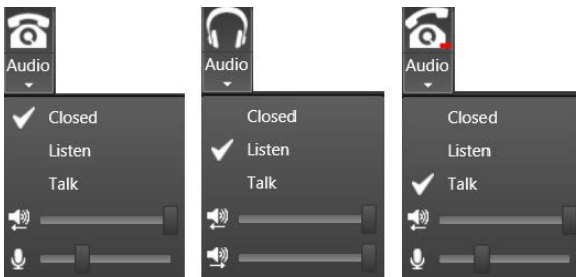 Audio
Closed
Listen
Talk
Audio
Closed
Listen
Talk
Audio
Closed
Listen
Talk